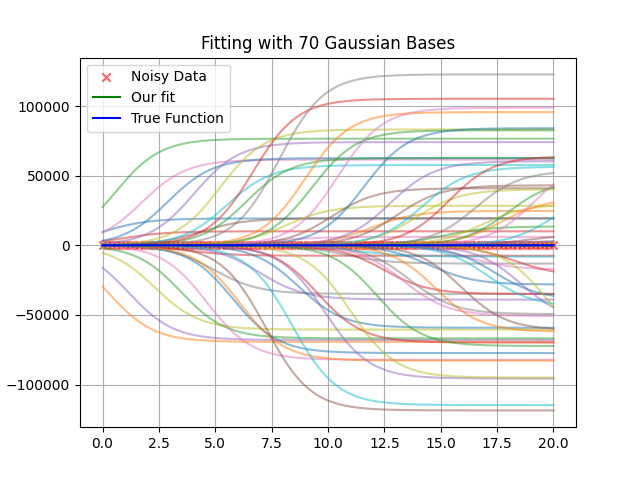 Fitting with 70 Gaussian Bases
Noisy Data
Our fit
True Function
100000
50000
0
−50000
−100000
0.0 2.5 5.0 7.5 10.0 12.5 15.0 17.5 20.0